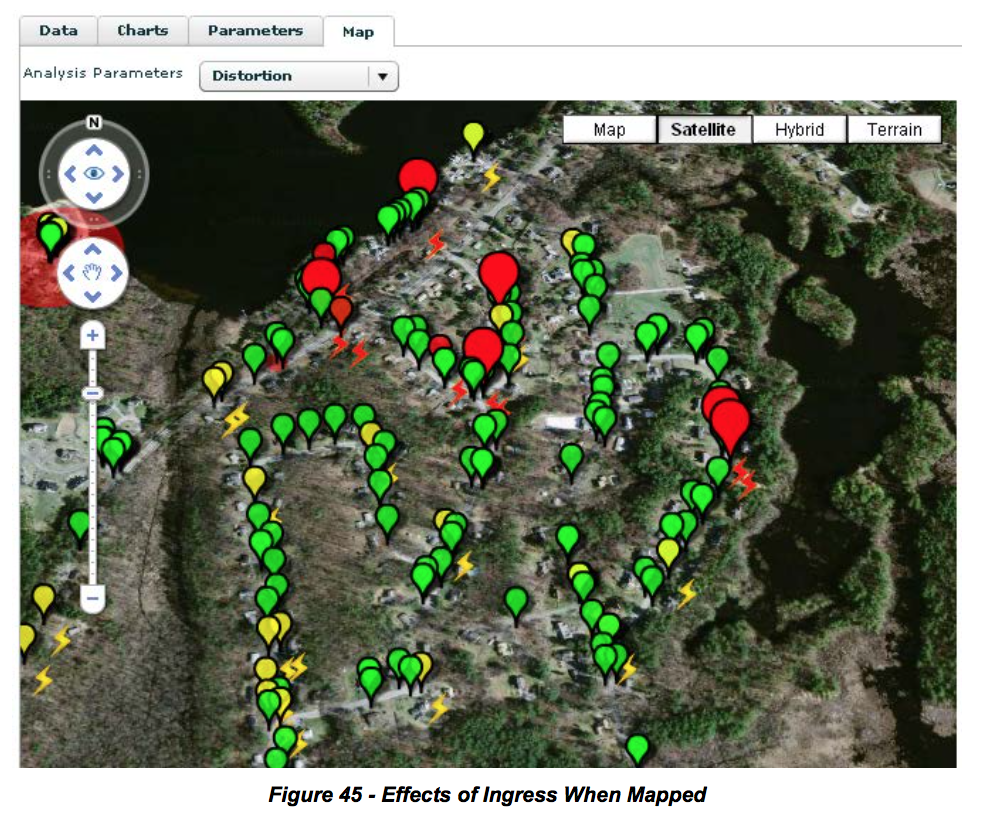 Data Charts Parameters Map
Analysis Parameters Distortion
N
Map Satellite Hybrid Terrain
+
−
Figure 45 - Effects of Ingress When Mapped